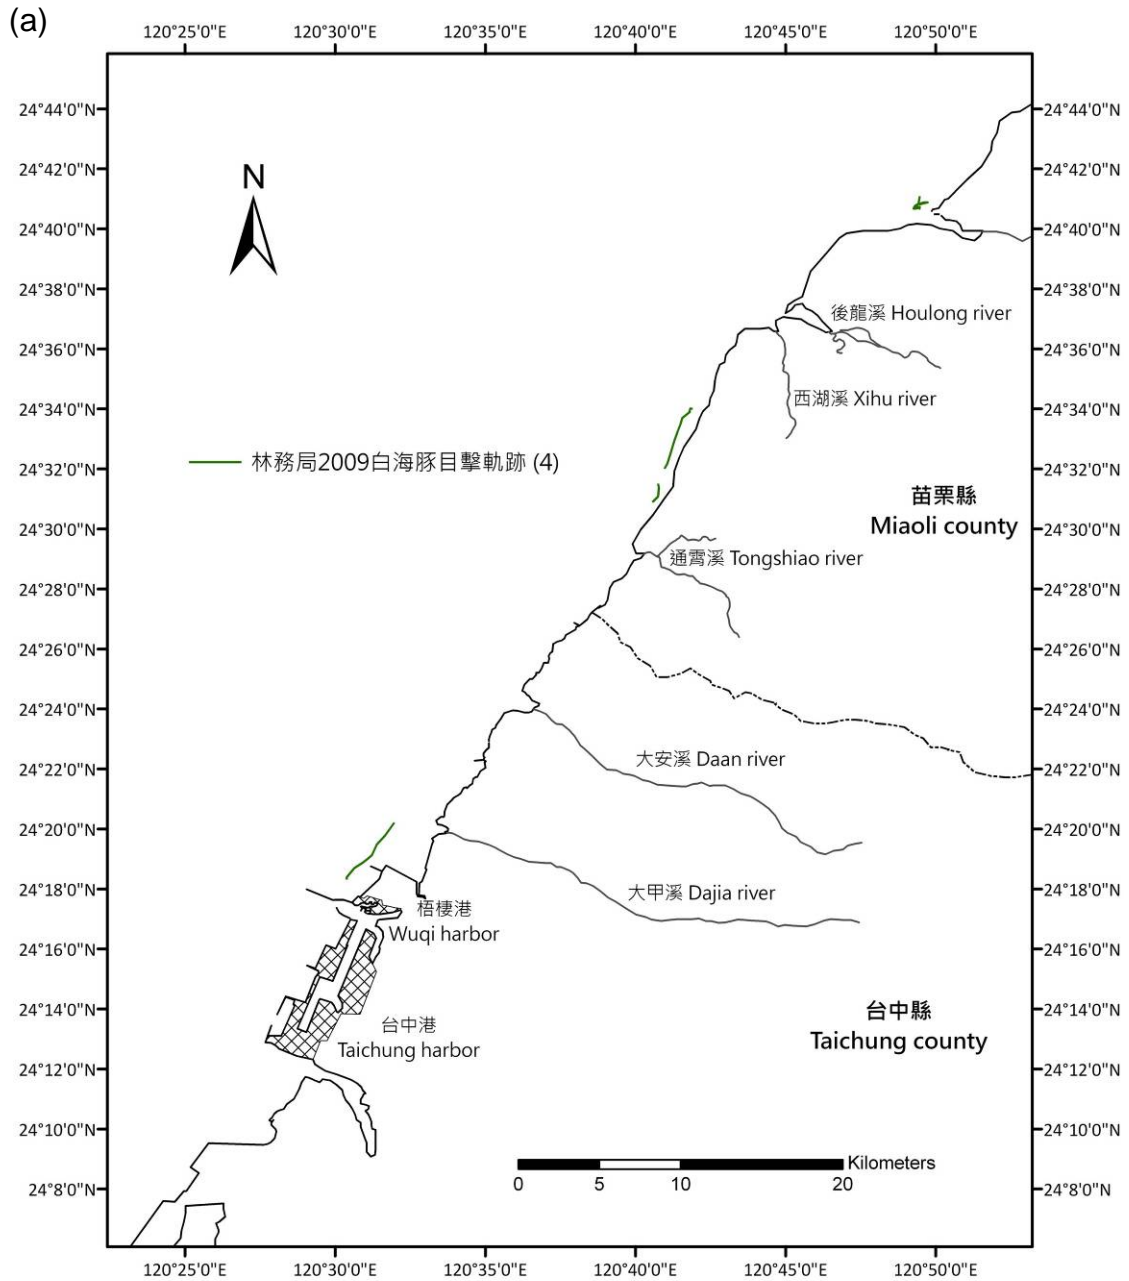 (a)
120°25'0"E 120°30'0"E 120°35'0"E 120°40'0"E 120°45'0"E 120°50'0"E
24°44'0"N 24°44'0"N
24°42'0"N 24°42'0"N
N
24°40'0"N 24°40'0"N
24°38'0"N 24°38'0"N
後龍溪 Houlong river
24°36'0"N 24°36'0"N
西湖溪 Xihu river
24°34'0"N 24°34'0"N
林務局2009白海豚目擊軌跡 (4)
24°32'0"N 24°32'0"N
苗栗縣
Miaoli county
24°30'0"N 24°30'0"N
通霄溪 Tongshiao river
24°28'0"N 24°28'0"N
24°26'0"N 24°26'0"N
24°24'0"N 24°24'0"N
大安溪 Daan river
24°22'0"N 24°22'0"N
24°20'0"N 24°20'0"N
24°18'0"N 24°18'0"N
大甲溪 Dajia river
梧棲港
Wuqi harbor
24°16'0"N 24°16'0"N
24°14'0"N 24°14'0"N
台中縣
Taichung county
台中港
Taichung harbor
24°12'0"N 24°12'0"N
24°10'0"N 24°10'0"N
Kilometers
0 5 10 20
24°8'0"N 24°8'0"N
120°25'0"E 120°30'0"E 120°35'0"E 120°40'0"E 120°45'0"E 120°50'0"E